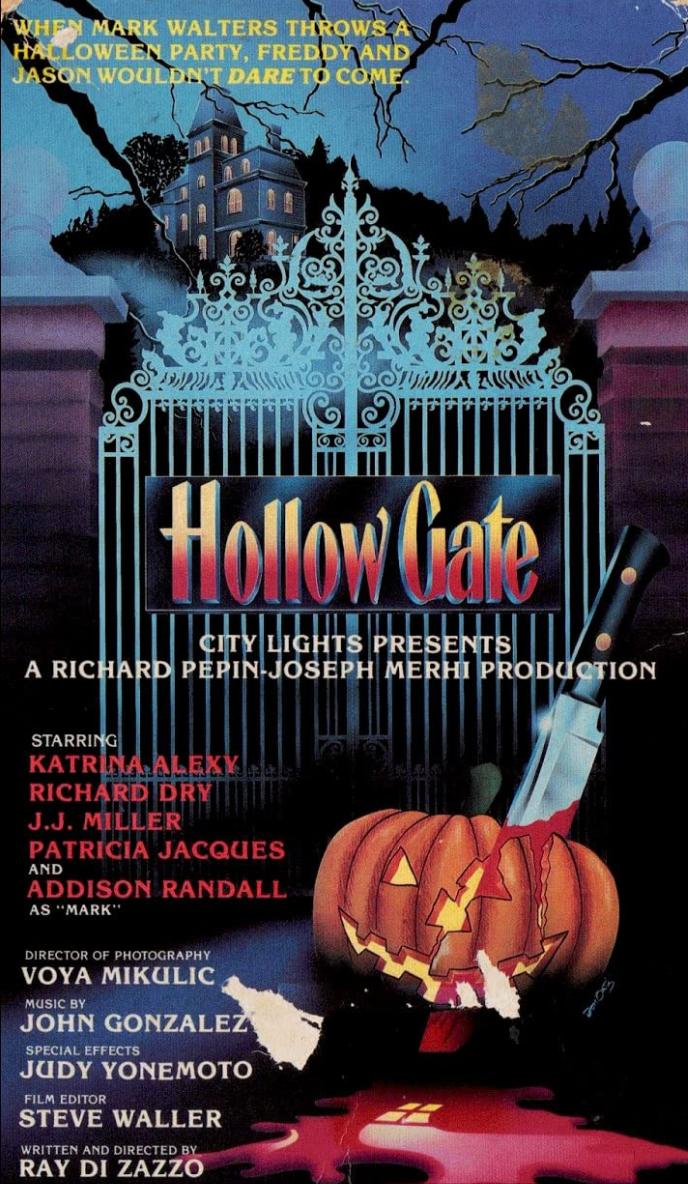 WHEN MARK WALTERS THROWS A
HALLOWEEN PARTY, FREDDY AND
JASON WOULDN'T DARE TO COME.
Hollow Gate
CITY LIGHTS PRESENTS
A RICHARD PEPIN-JOSEPH MERHI PRODUCTION
STARRING
KATRINA ALEXY
RICHARD DRY
J.J. MILLER
PATRICIA JACQUES
AND
ADDISON RANDALL
AS "MARK"
DIRECTOR OF PHOTOGRAPHY
VOYA MIKULIC
MUSIC BY
JOHN GONZALEZ
SPECIAL EFFECTS
JUDY YONEMOTO
FILM EDITOR
STEVE WALLER
WRITTEN AND DIRECTED BY
RAY DI ZAZZO